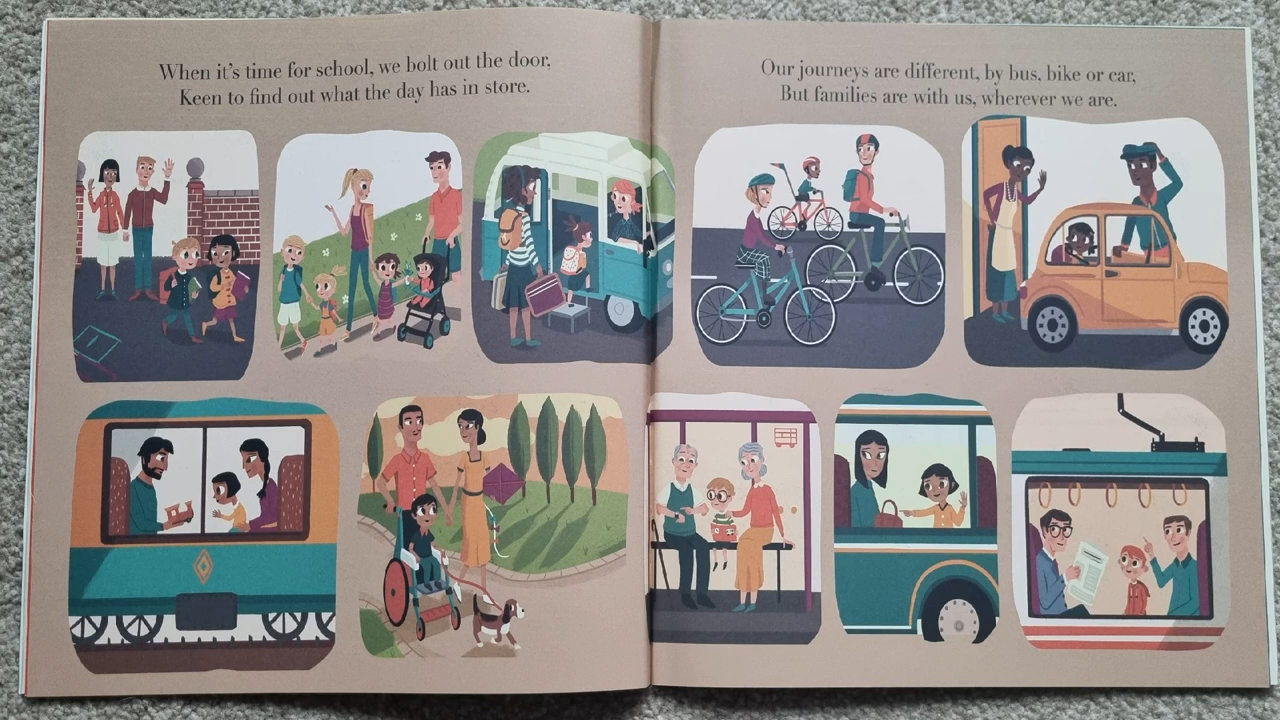 When it's time for school, we bolt out the door,
Keen to find out what the day has in store.
Our journeys are different, by bus, bike or car,
But families are with us, wherever we are.